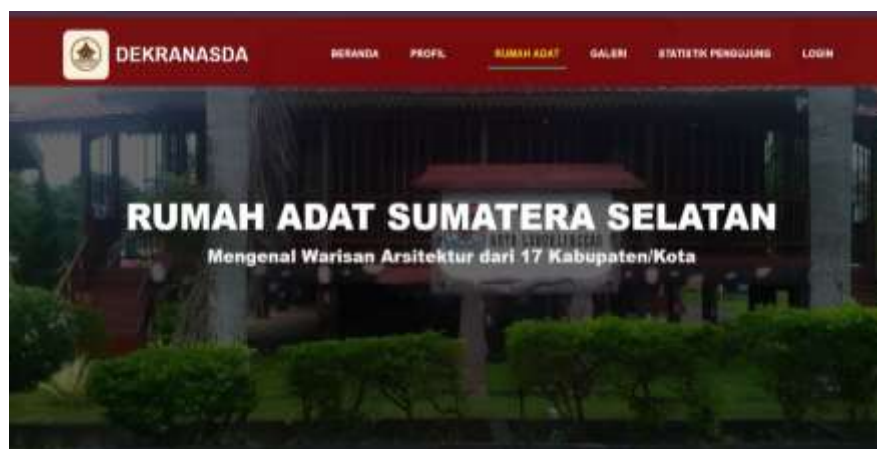 DEKRANASDA BERANDA PROFIL RUMAH ADAT GALERI STATISTIK PENGUJUNG LOGIN
RUMAH ADAT SUMATERA SELATAN
Mengenal Warisan Arsitektur dari 17 Kabupaten/Kota